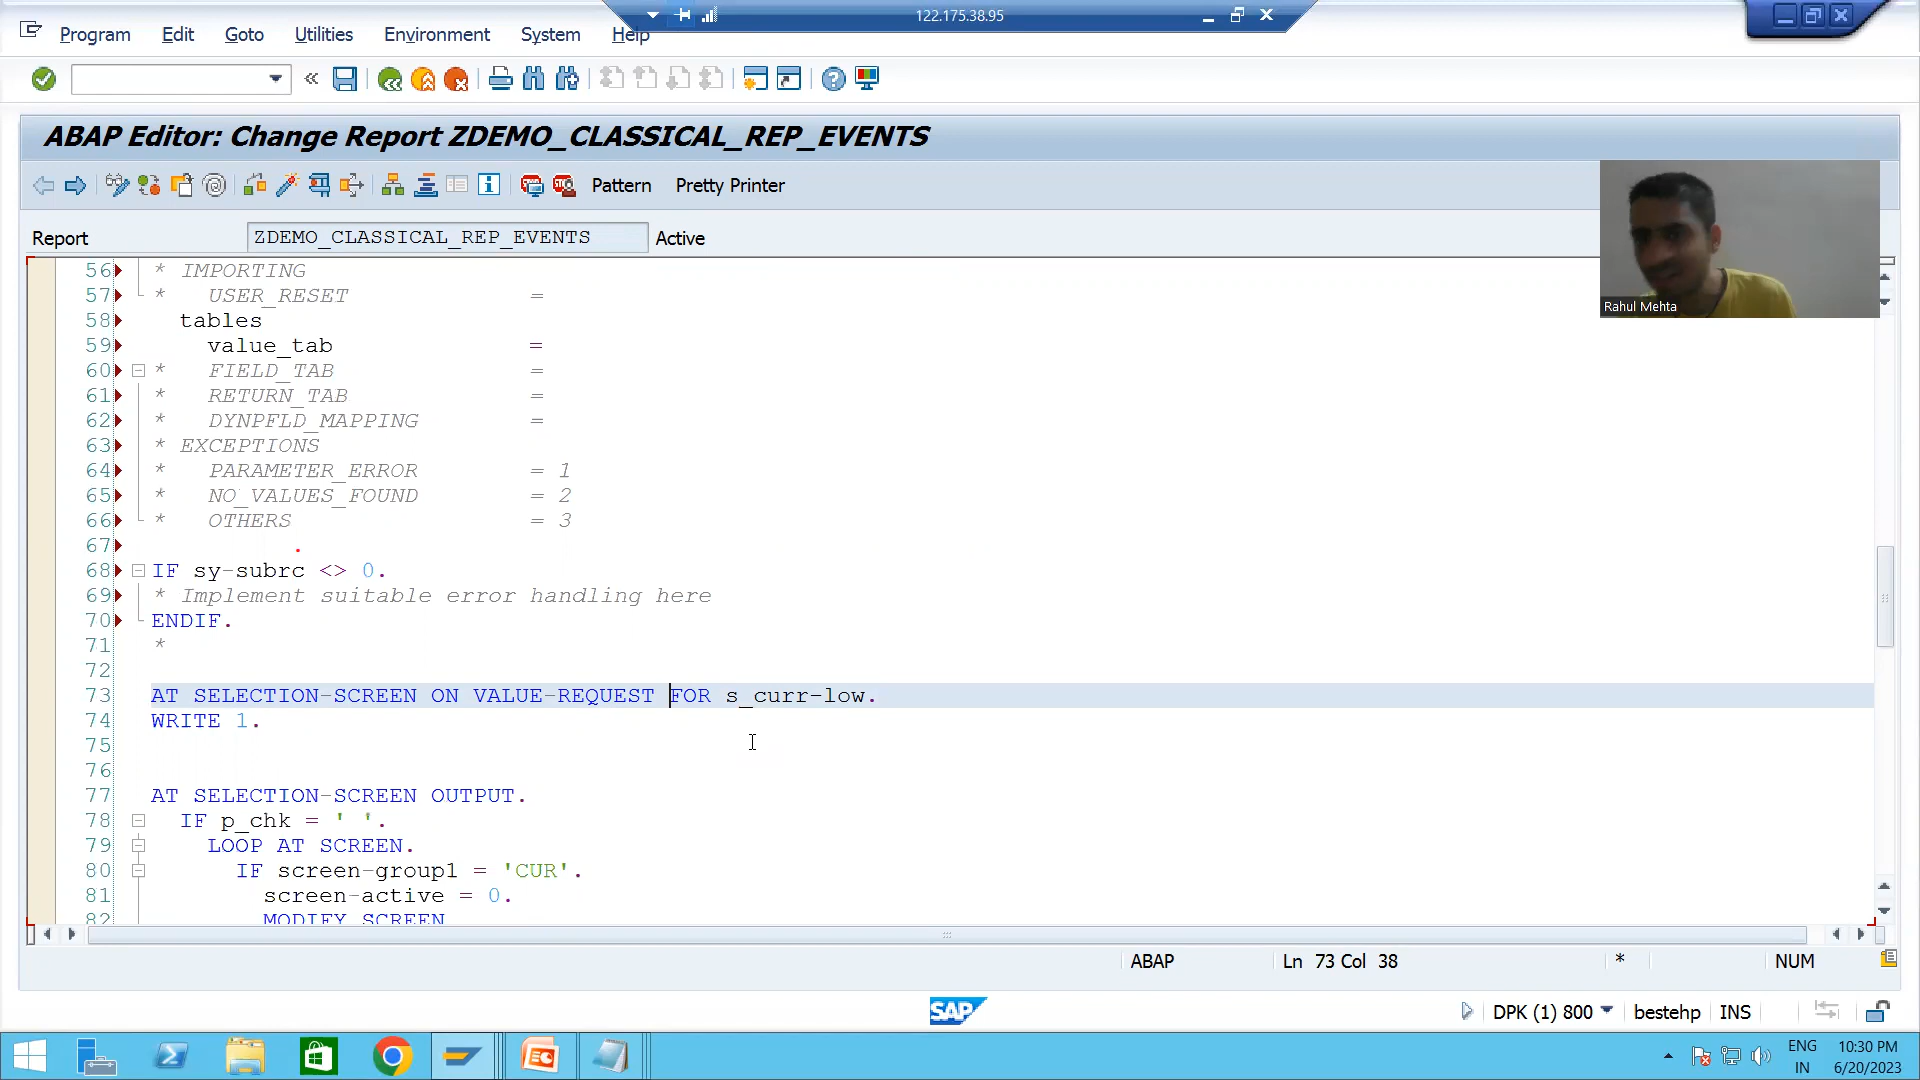 122.175.38.95
Program Edit Goto Utilities Environment System Help
ABAP Editor: Change Report ZDEMO_CLASSICAL_REP_EVENTS
Pattern Pretty Printer
Report ZDEMO_CLASSICAL_REP_EVENTS Active
Rahul Mehta
56 * IMPORTING
57 * USER_RESET =
58 tables
59 value_tab =
60 * FIELD_TAB =
61 * RETURN_TAB =
62 * DYNPFLD_MAPPING =
63 * EXCEPTIONS
64 * PARAMETER_ERROR = 1
65 * NO_VALUES_FOUND = 2
66 * OTHERS = 3
67 .
68 IF sy-subrc <> 0.
69 * Implement suitable error handling here
70 ENDIF.
71 *
72
73 AT SELECTION-SCREEN ON VALUE-REQUEST FOR s_curr-low.
74 WRITE 1.
75
76
77 AT SELECTION-SCREEN OUTPUT.
78 IF p_chk = ' '.
79 LOOP AT SCREEN.
80 IF screen-group1 = 'CUR'.
81 screen-active = 0.
82 MODIFY SCREEN
ABAP Ln 73 Col 38 * NUM
SAP
DPK (1) 800 bestehp INS
ENG 10:30 PM
IN 6/20/2023